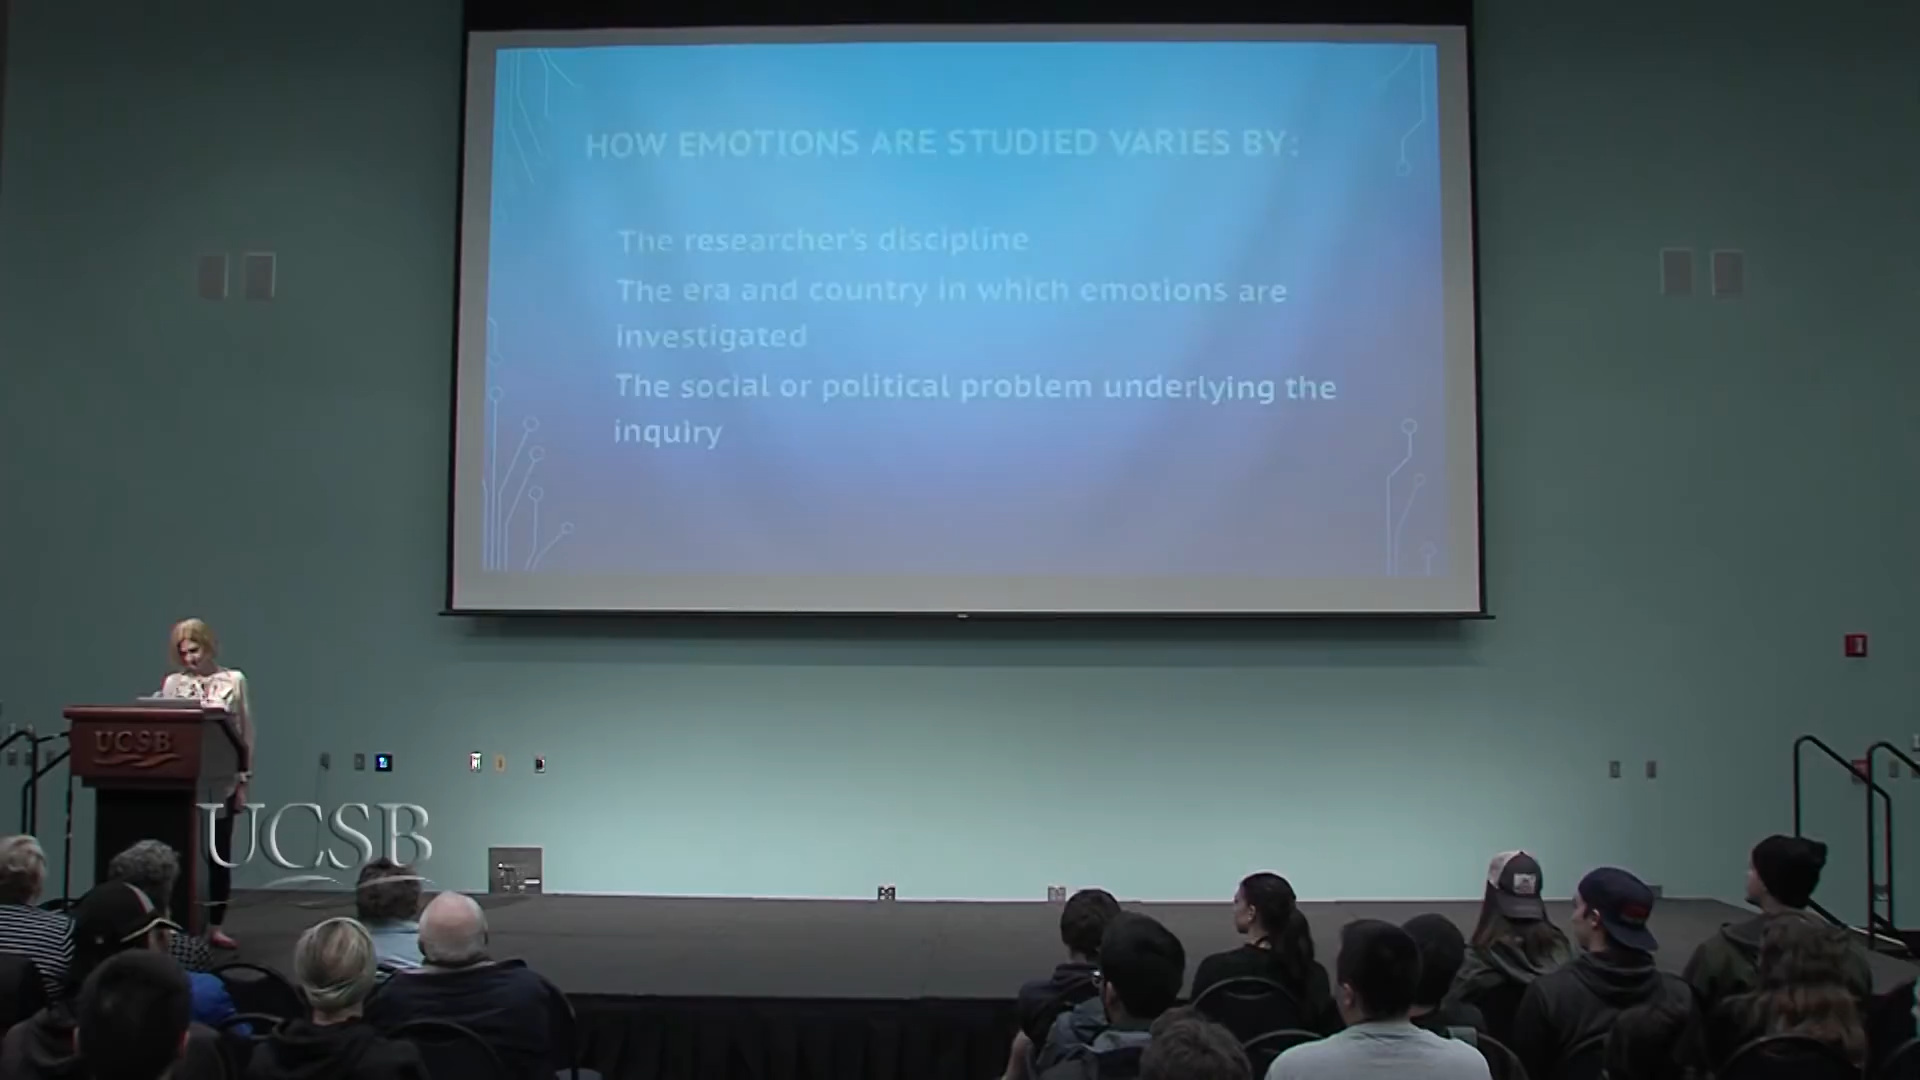 HOW EMOTIONS ARE STUDIED VARIES BY:
The researcher's discipline
The era and country in which emotions are
investigated
The social or political problem underlying the
inquiry
UCSB
UCSB